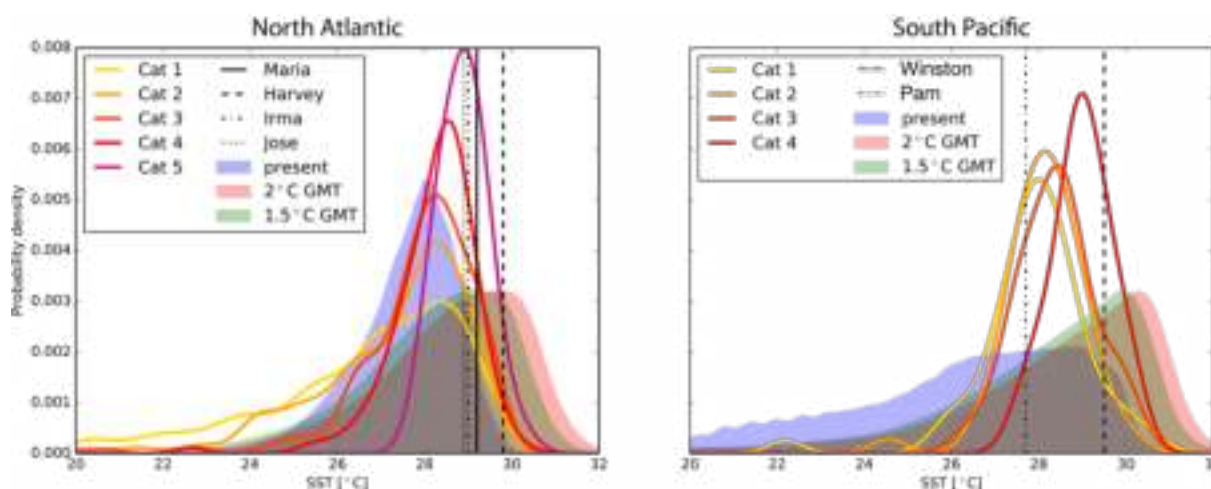 North Atlantic
0.008
0.007
0.006
0.005
0.004
0.003
0.002
0.001
0.000
Probability density
Cat 1
Cat 2
Cat 3
Cat 4
Cat 5
Maria
Harvey
Irma
Jose
present
2°C GMT
1.5°C GMT
20 22 24 26 28 30 32
SST [°C]
South Pacific
Cat 1
Cat 2
Cat 3
Cat 4
Winston
Pam
present
2°C GMT
1.5°C GMT
20 22 24 26 28 30 32
SST [°C]